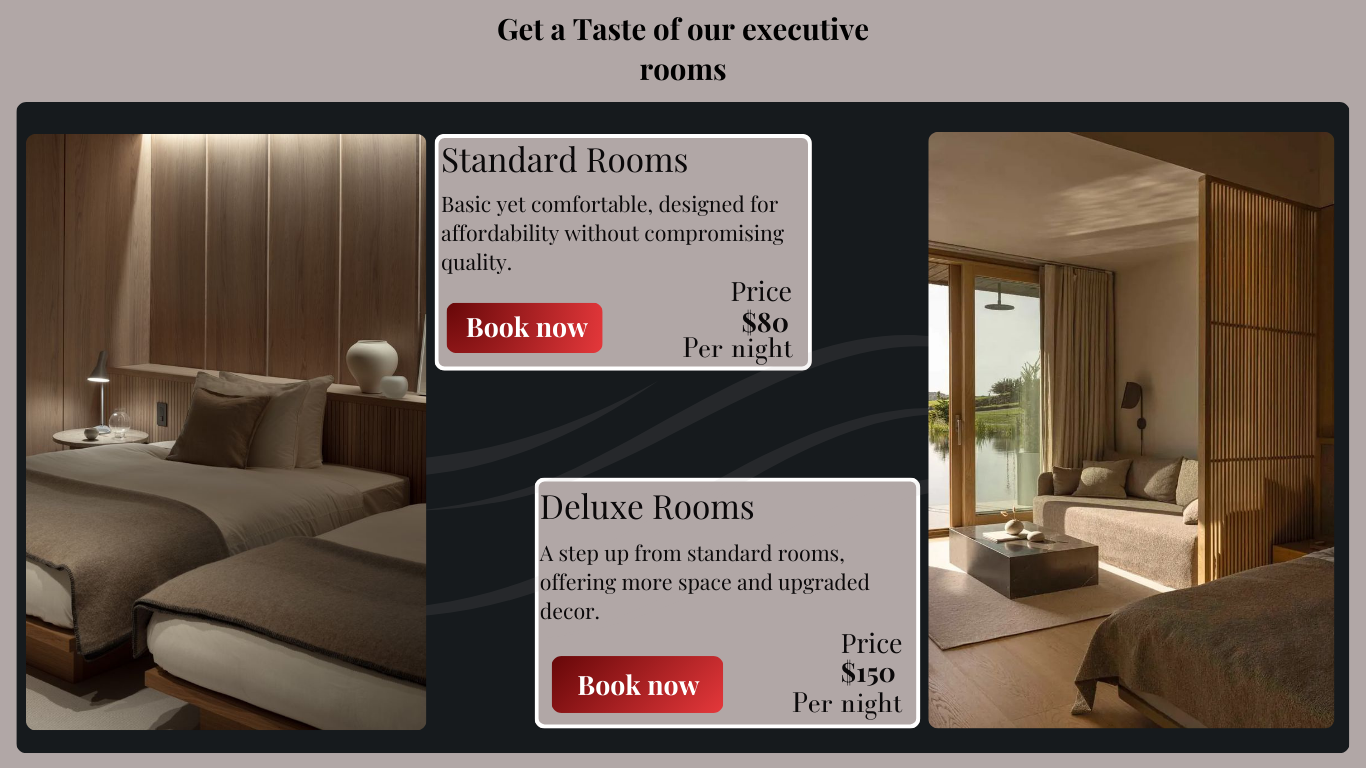 Get a Taste of our executive
rooms
Standard Rooms
Basic yet comfortable, designed for
affordability without compromising
quality.
Book now
Price
$80
Per night
Deluxe Rooms
A step up from standard rooms,
offering more space and upgraded
decor.
Book now
Price
$150
Per night